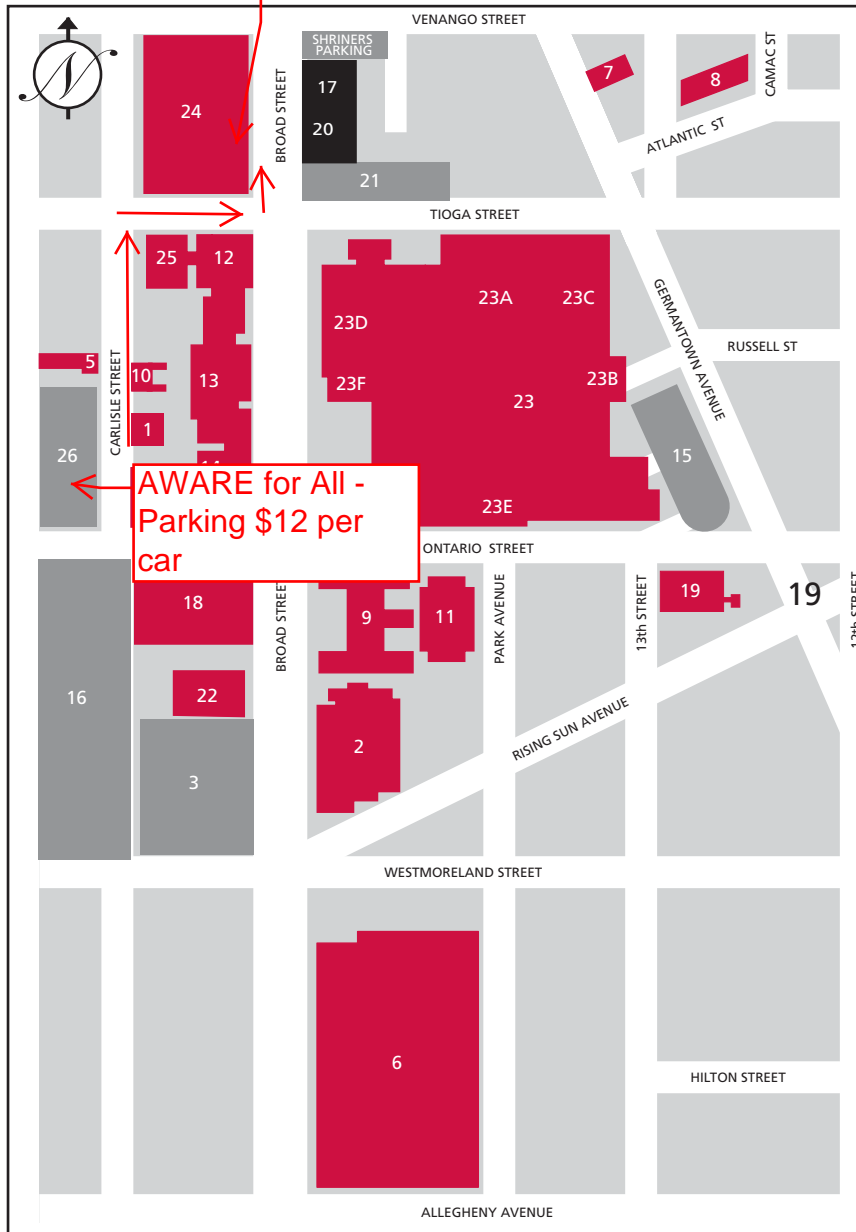 VENANGO STREET
N
SHRINERS
PARKING
CAMAC ST
7
8
17
24
BROAD STREET
20
ATLANTIC ST
21
TIOGA STREET
25
12
23A
23C
GERMANTOWN AVENUE
23D
RUSSELL ST
5
CARLISLE STREET
10
13
23F
23B
23
1
26
15
AWARE for All -
Parking $12 per
car
23E
ONTARIO STREET
18
BROAD STREET
9
11
PARK AVENUE
13th STREET
19
19
12th STREET
16
22
2
RISING SUN AVENUE
3
WESTMORELAND STREET
6
HILTON STREET
ALLEGHENY AVENUE